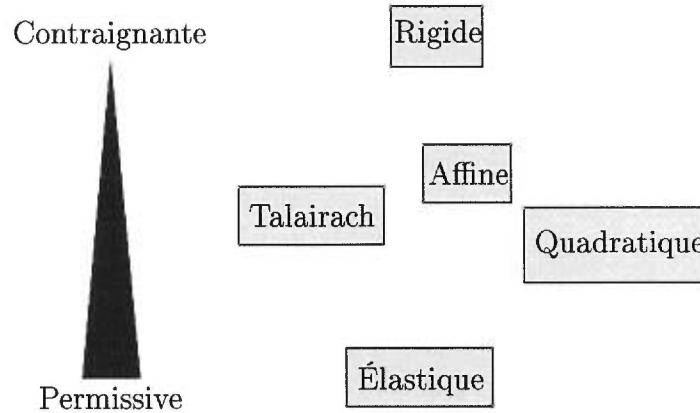 Contraignante
Rigide
Affine
Talairach
Quadratique
Élastique
Permissive